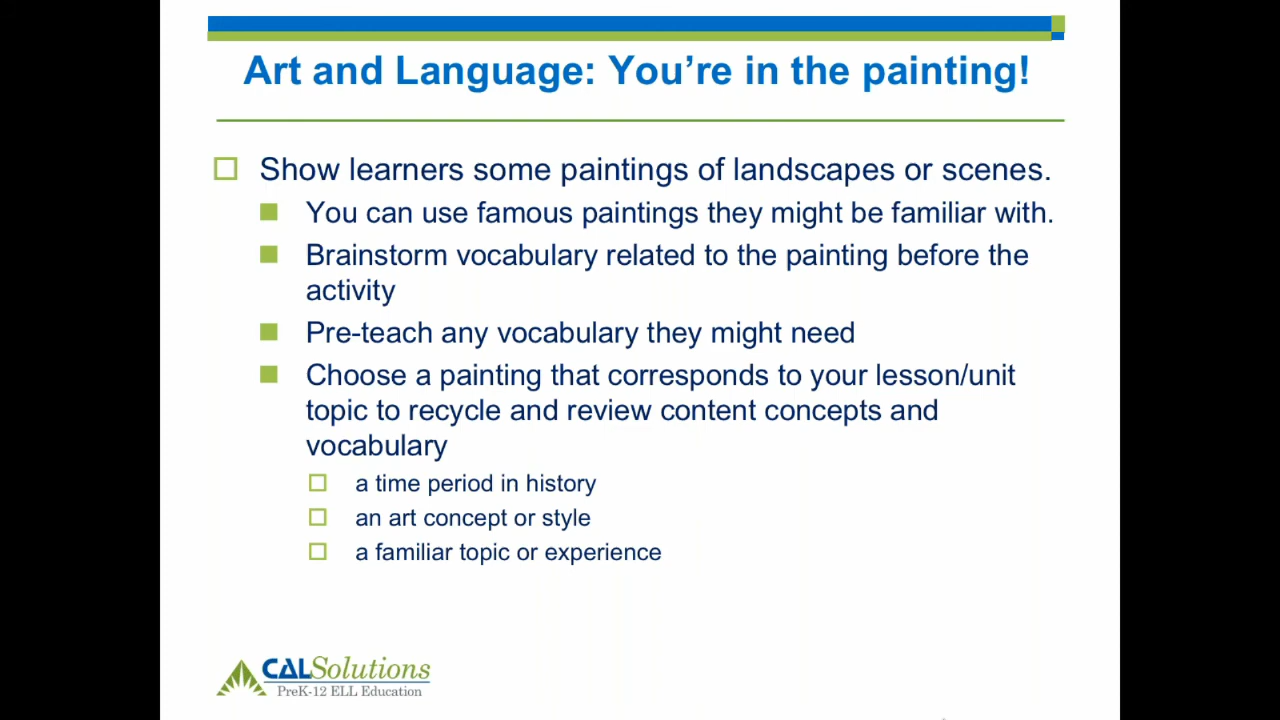 Art and Language: You're in the painting!
Show learners some paintings of landscapes or scenes.
You can use famous paintings they might be familiar with.
Brainstorm vocabulary related to the painting before the
activity
Pre-teach any vocabulary they might need
Choose a painting that corresponds to your lesson/unit
topic to recycle and review content concepts and
vocabulary
a time period in history
an art concept or style
a familiar topic or experience
CALSolutions
PreK-12 ELL Education